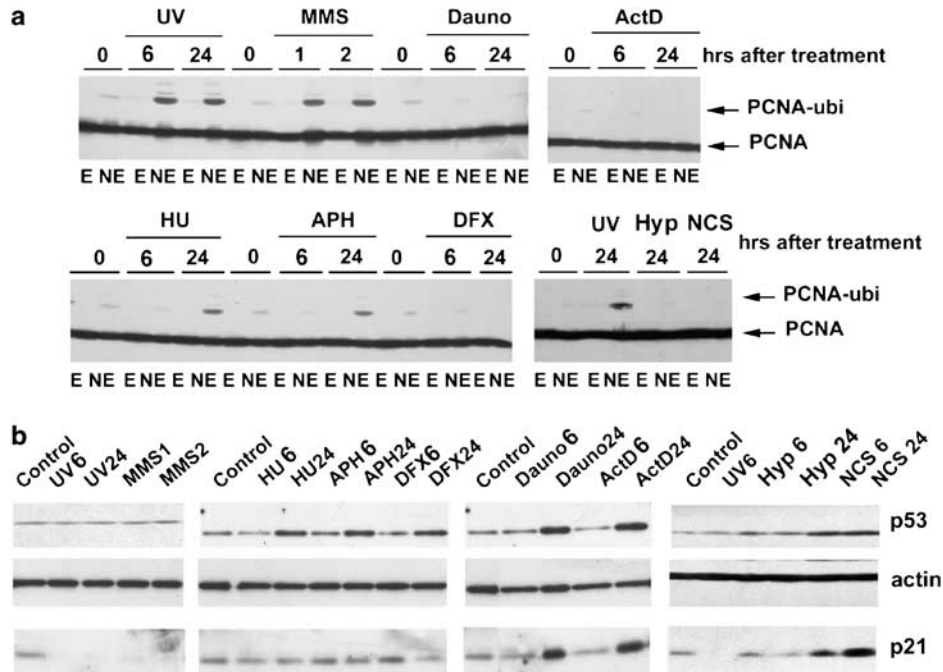 a
UV MMS Dauno ActD
0 6 24 0 1 2 0 6 24 0 6 24 hrs after treatment
PCNA-ubi
PCNA
E NE E NE E NE E NE E NE E NE E NE E NE E NE E NE E NE E NE
HU APH DFX UV Hyp NCS
0 6 24 0 6 24 0 6 24 0 24 24 24 hrs after treatment
PCNA-ubi
PCNA
E NE E NE E NE E NE E NE E NE E NE E NE E NE E NE E NE E NE E NE
b
Control UV6 UV24 MMS1 MMS2 Control HU 6 HU24 APH 6 APH24 DFX6 DFX24 Control Dauno6 Dauno24 ActD6 ActD24 Control UV6 Hyp 6 Hyp 24 NCS 6 NCS 24
p53
actin
p21